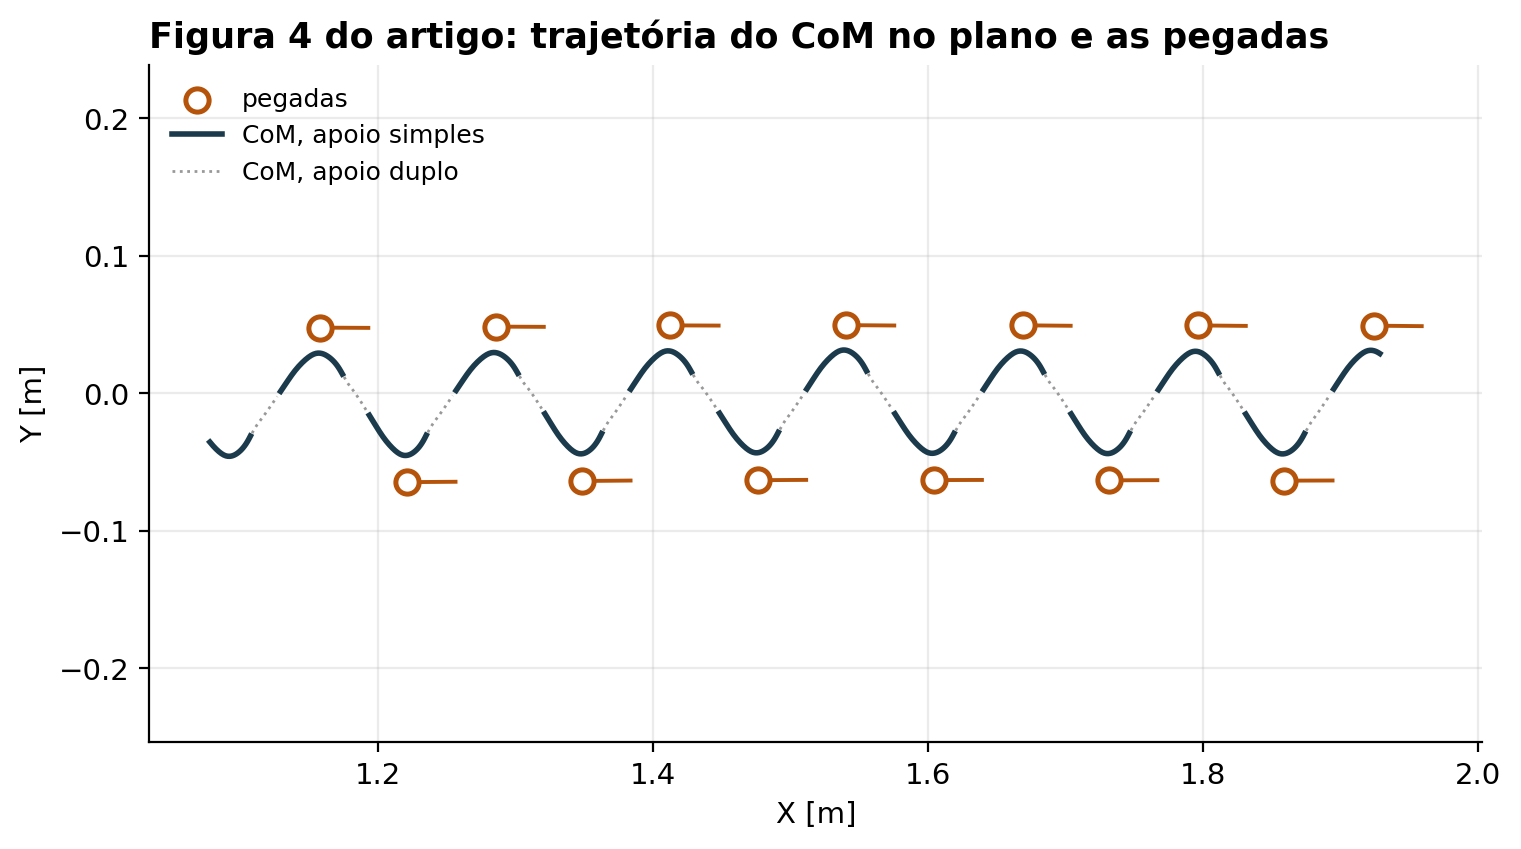 Figura 4 do artigo: trajetória do CoM no plano e as pegadas
pegadas
CoM, apoio simples
CoM, apoio duplo
0.2
0.1
0.0
−0.1
−0.2
Y [m]
1.2
1.4
1.6
1.8
2.0
X [m]